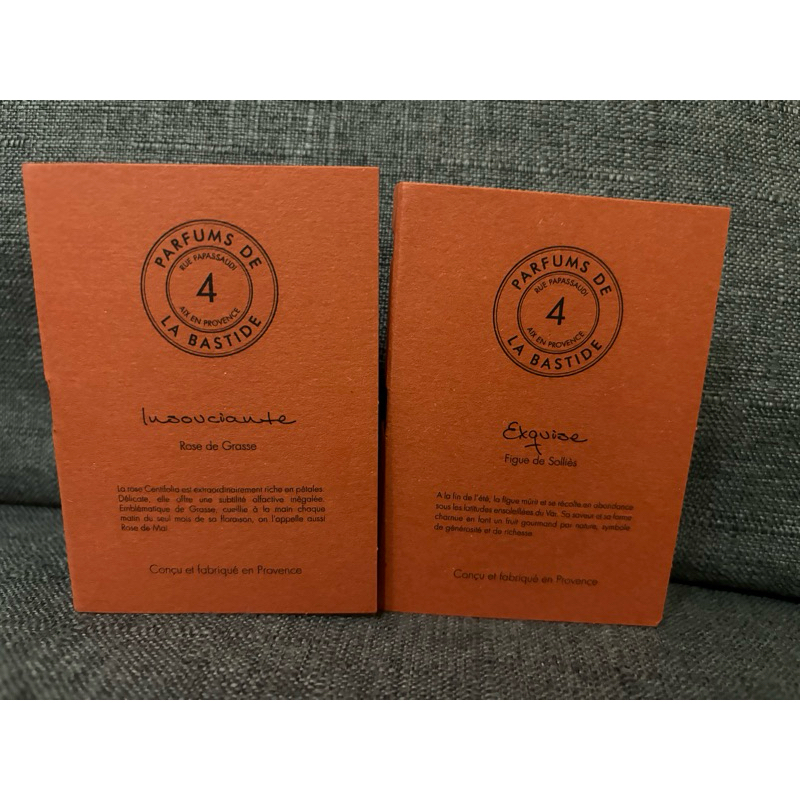 PARFUMS DE
RUE PAPASSAUDI
4
AIX EN PROVENCE
LA BASTIDE
Insouciante
Rose de Grasse
La rose Centifolia est extraordinairement riche en pétales.
Délicate, elle offre une subtilité olfactive inégalée.
Emblématique de Grasse, cueillie à la main chaque
matin du seul mois de sa floraison, on l'appelle aussi
Rose de Mai.
Conçu et fabriqué en Provence
PARFUMS DE
RUE PAPASSAUDI
4
AIX EN PROVENCE
LA BASTIDE
Exquise
Figue de Solliès
A la fin de l'été, la figue mûrit et se récolte en abondance
sous les latitudes ensoleillées du Var. Sa saveur et sa forme
charnue en font un fruit gourmand par nature, symbole
de générosité et de richesse.
Conçu et fabriqué en Provence